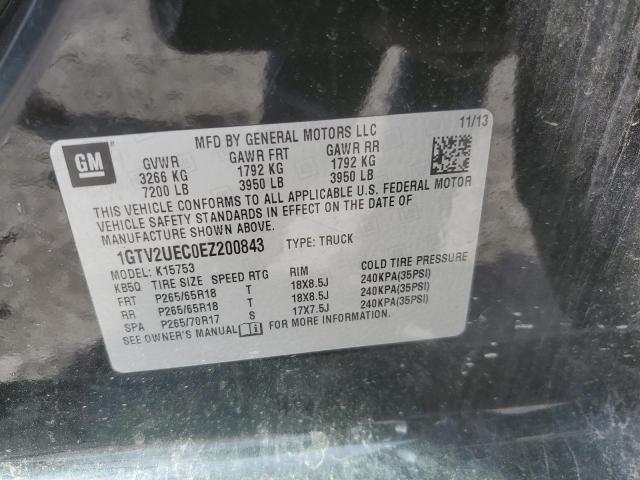 GM
MFD BY GENERAL MOTORS LLC
11/13
GVWR GAWR FRT GAWR RR
3266 KG 1792 KG 1792 KG
7200 LB 3950 LB 3950 LB
THIS VEHICLE CONFORMS TO ALL APPLICABLE U.S. FEDERAL MOTOR
VEHICLE SAFETY STANDARDS IN EFFECT ON THE DATE OF
MANUFACTURE SHOWN ABOVE.
1GTV2UEC0EZ200843 TYPE: TRUCK
MODEL: K15753
KB5Q TIRE SIZE SPEED RTG RIM COLD TIRE PRESSURE
FRT P265/65R18 T 18X8.5J 240KPA(35PSI)
RR P265/65R18 T 18X8.5J 240KPA(35PSI)
SPA P265/70R17 S 17X7.5J 240KPA(35PSI)
SEE OWNER'S MANUAL FOR MORE INFORMATION.